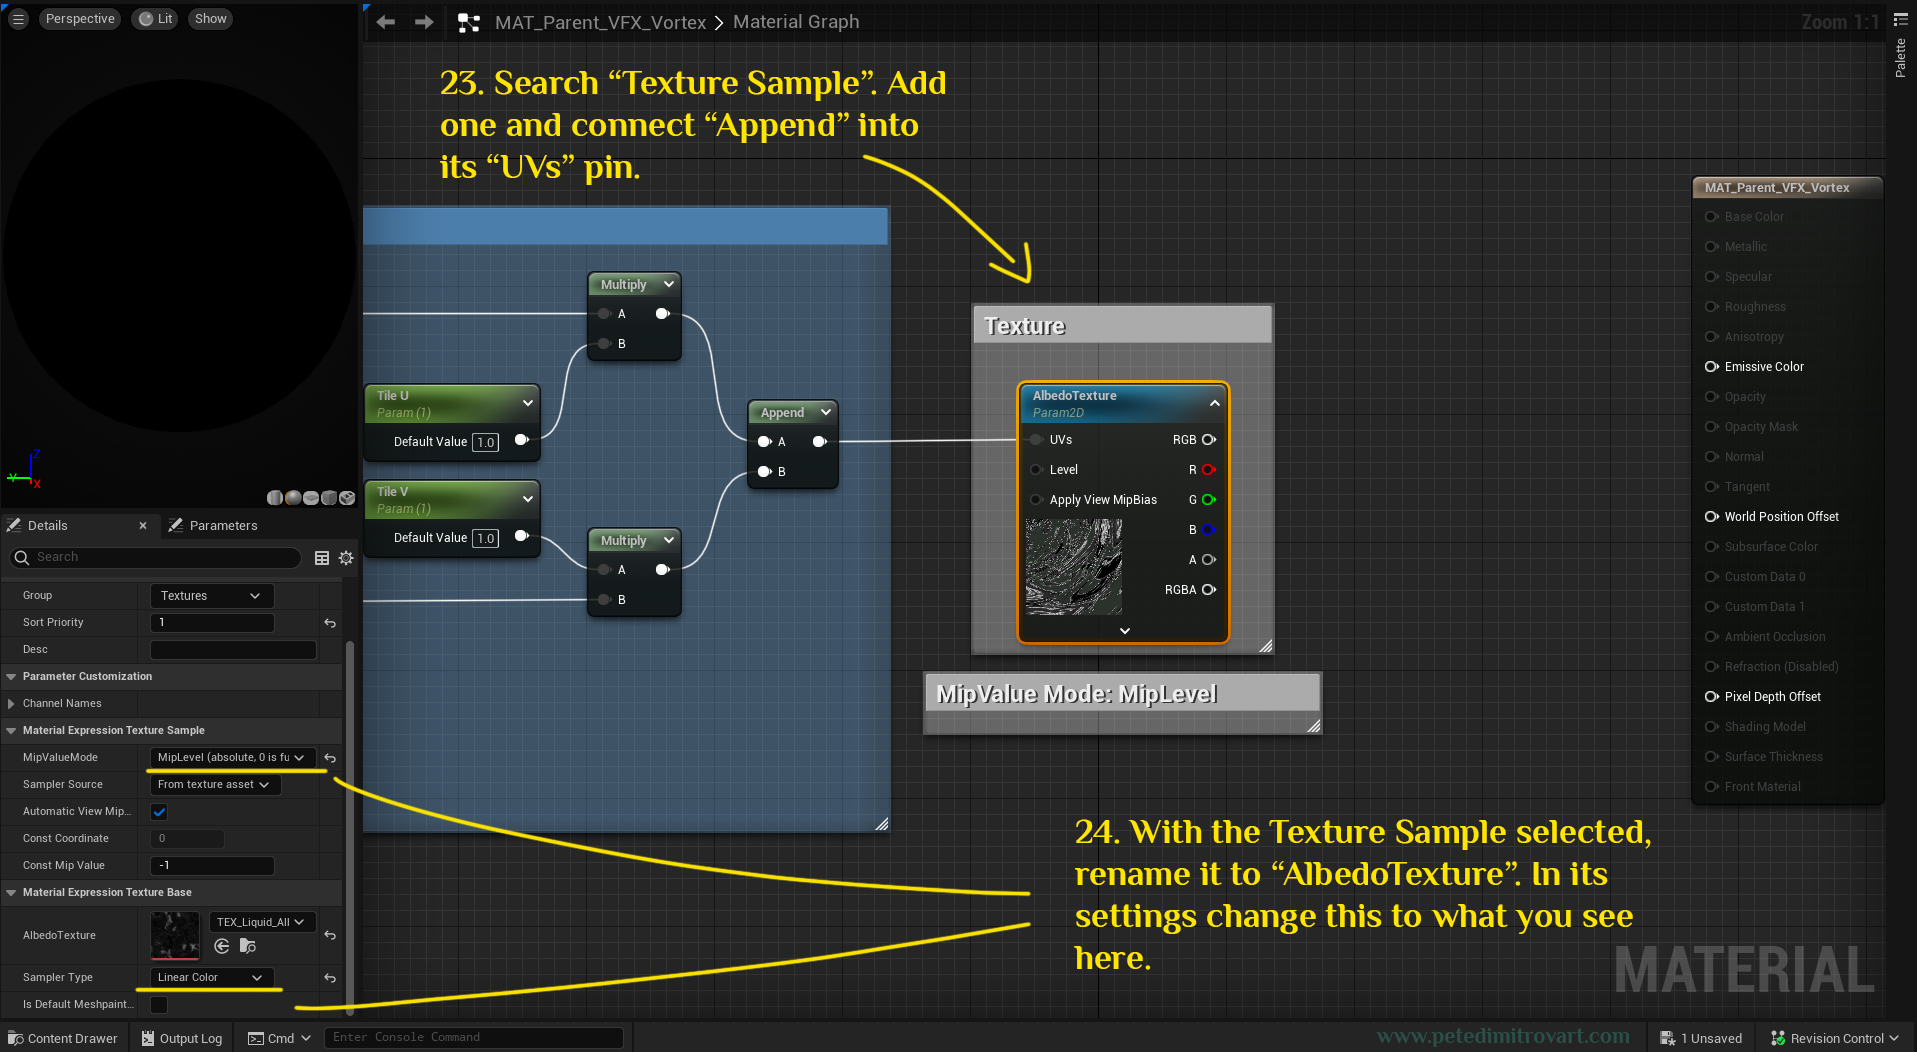 Perspective
Lit
Show
MAT_Parent_VFX_Vortex > Material Graph
Zoom 1:1
Palette
23. Search “Texture Sample”. Add
one and connect “Append” into
its “UVs” pin.
Multiply
A
B
Tile U
Param (1)
Default Value 1.0
Tile V
Param (1)
Default Value 1.0
Multiply
A
B
Append
A
B
Texture
AlbedoTexture
Param2D
UVs
RGB
Level
R
Apply View MipBias
G
B
A
RGBA
MipValue Mode: MipLevel
MAT_Parent_VFX_Vortex
Base Color
Metallic
Specular
Roughness
Anisotropy
Emissive Color
Opacity
Opacity Mask
Normal
Tangent
World Position Offset
Subsurface Color
Custom Data 0
Custom Data 1
Ambient Occlusion
Refraction (Disabled)
Pixel Depth Offset
Shading Model
Surface Thickness
Front Material
Z
Y
X
Details
Parameters
Search
Group
Textures
Sort Priority
1
Desc
Parameter Customization
Channel Names
Material Expression Texture Sample
MipValueMode
MipLevel (absolute, 0 is fu
Sampler Source
From texture asset
Automatic View Mip...
Const Coordinate
0
Const Mip Value
-1
Material Expression Texture Base
AlbedoTexture
TEX_Liquid_All
Sampler Type
Linear Color
Is Default Meshpaint...
24. With the Texture Sample selected,
rename it to “AlbedoTexture”. In its
settings change this to what you see
here.
MATERIAL
Content Drawer
Output Log
Cmd
Enter Console Command
www.petedimitrovart.com
1 Unsaved
Revision Control